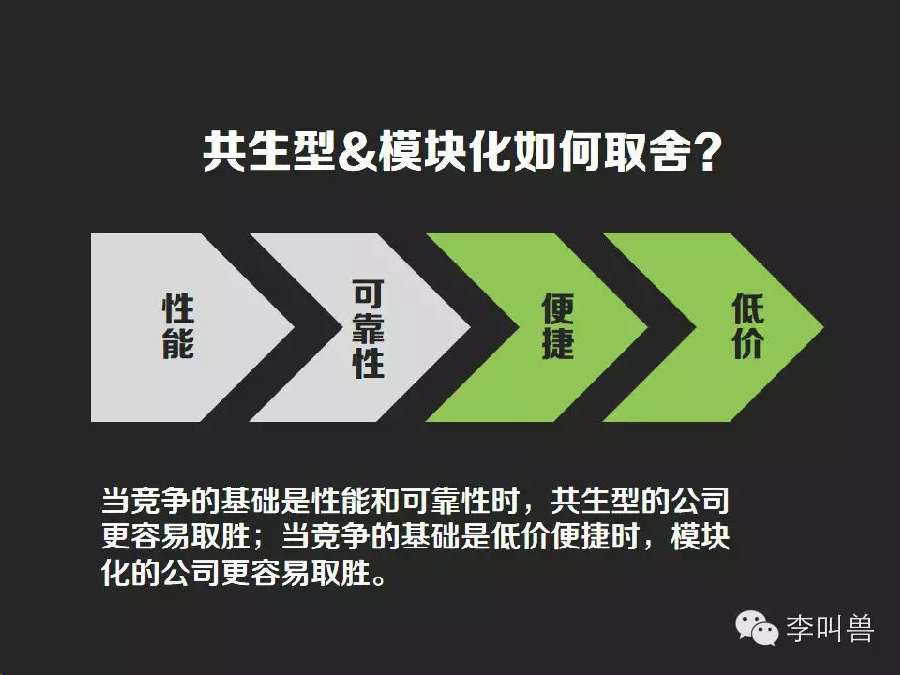 共生型&模块化如何取舍?
性能
可靠性
便捷
低价
当竞争的基础是性能和可靠性时，共生型的公司
更容易取胜；当竞争的基础是低价便捷时，模块
化的公司更容易取胜。
李叫兽